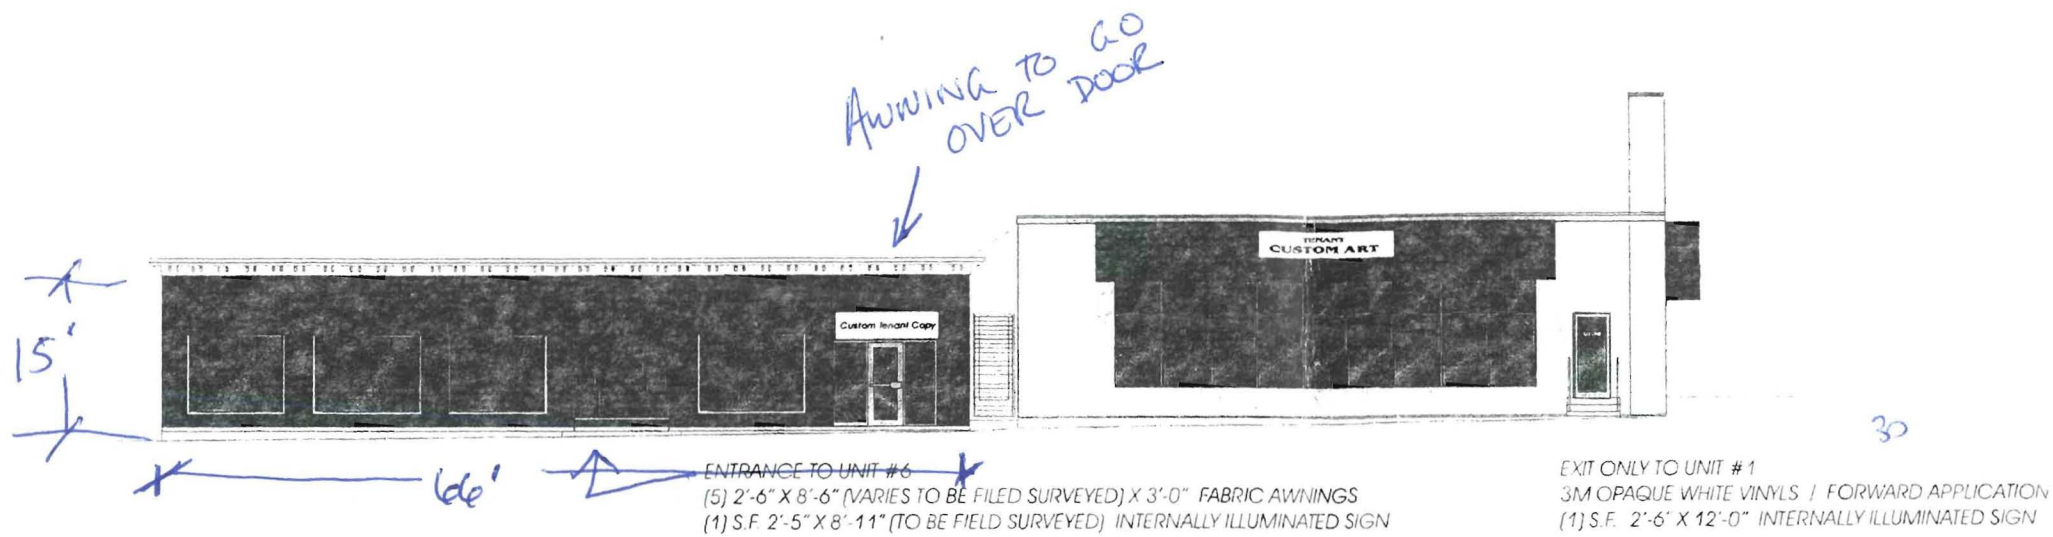 AWNING TO GO
OVER DOOR
TENANT
CUSTOM ART
Custom Tenant Copy
15'
30
66'
ENTRANCE TO UNIT #6
(5) 2'-6" X 8'-6" (VARIES TO BE FILED SURVEYED) X 3'-0" FABRIC AWNINGS
(1) S.F. 2'-5" X 8'-11" (TO BE FIELD SURVEYED) INTERNALLY ILLUMINATED SIGN
EXIT ONLY TO UNIT #1
3M OPAQUE WHITE VINYLS / FORWARD APPLICATION
(1) S.F. 2'-6" X 12'-0" INTERNALLY ILLUMINATED SIGN